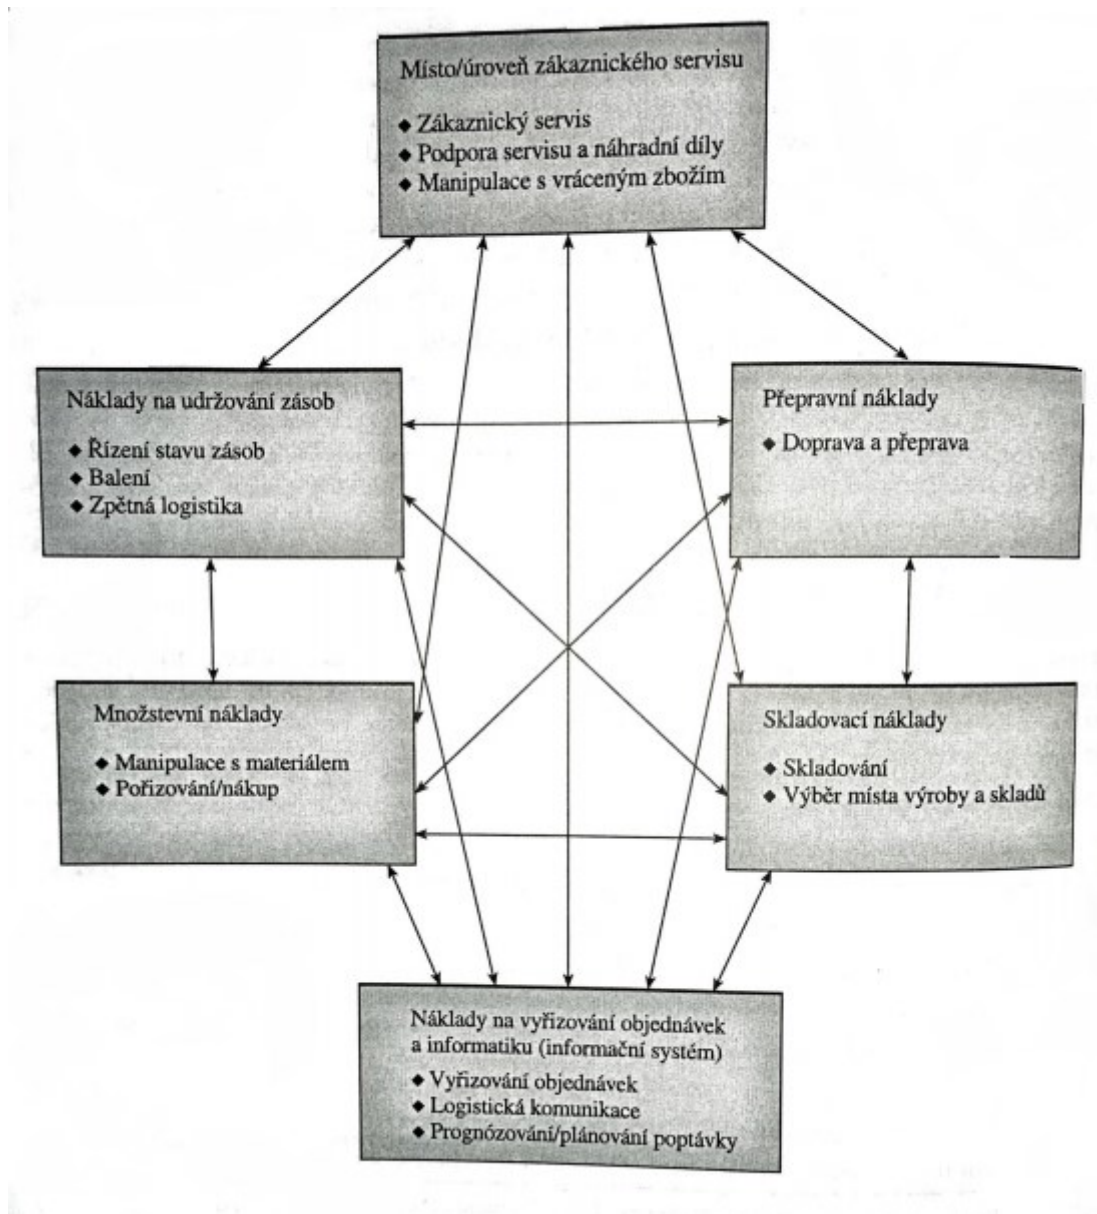 Místo/úroveň zákaznického servisu
◆ Zákaznický servis
◆ Podpora servisu a náhradní díly
◆ Manipulace s vráceným zbožím
Náklady na udržování zásob
◆ Řízení stavu zásob
◆ Balení
◆ Zpětná logistika
Přepravní náklady
◆ Doprava a přeprava
Množstevní náklady
◆ Manipulace s materiálem
◆ Pořizování/nákup
Skladovací náklady
◆ Skladování
◆ Výběr místa výroby a skladů
Náklady na vyřizování objednávek
a informatiku (informační systém)
◆ Vyřizování objednávek
◆ Logistická komunikace
◆ Prognózování/plánování poptávky